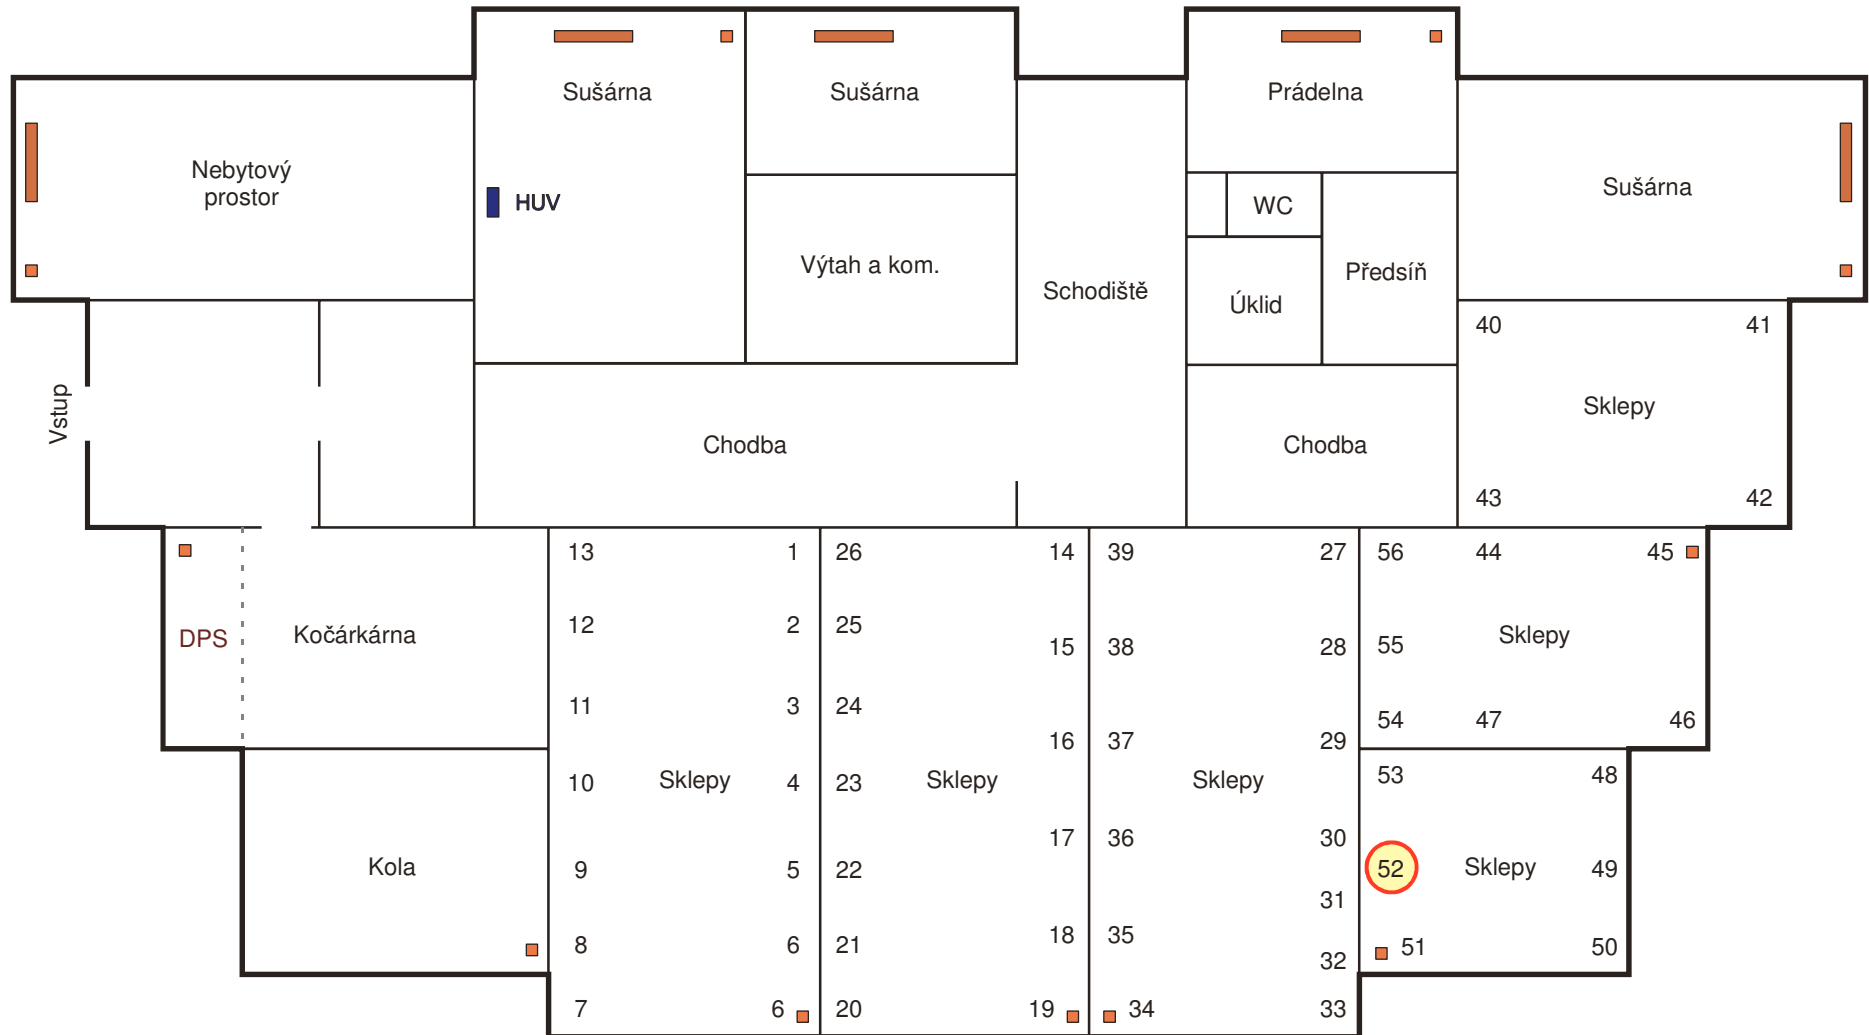 Sušárna
Sušárna
Prádelna
Nebytový
prostor
HUV
Výtah a kom.
Schodiště
WC
Úklid
Předsíň
Sušárna
Vstup
Chodba
Chodba
40 41
Sklepy
43 42
DPS
Kočárkárna
Kola
13 1
12 2
11 3
10 Sklepy 4
9 5
8 6
7 6
26 14
25 15
24 16
23 Sklepy
22 17
21 18
20 19
39 27
38 28
37 29
Sklepy
36 30
31
35 32
34 33
56 44 45
55 Sklepy
54 47 46
53 48
52 Sklepy 49
51 50